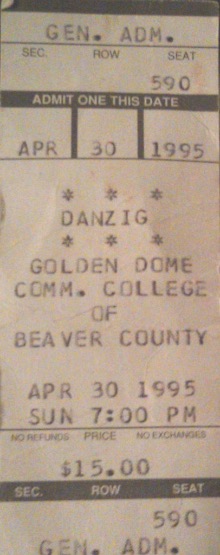 GEN. ADM.
SEC. ROW SEAT
590
ADMIT ONE THIS DATE
APR 30 1995
* * *
DANZIG
* * *
GOLDEN DOME
COMM. COLLEGE
OF
BEAVER COUNTY
APR 30 1995
SUN 7:00 PM
NO REFUNDS PRICE NO EXCHANGES
$15.00
SEC. ROW SEAT
590
GEN. ADM.